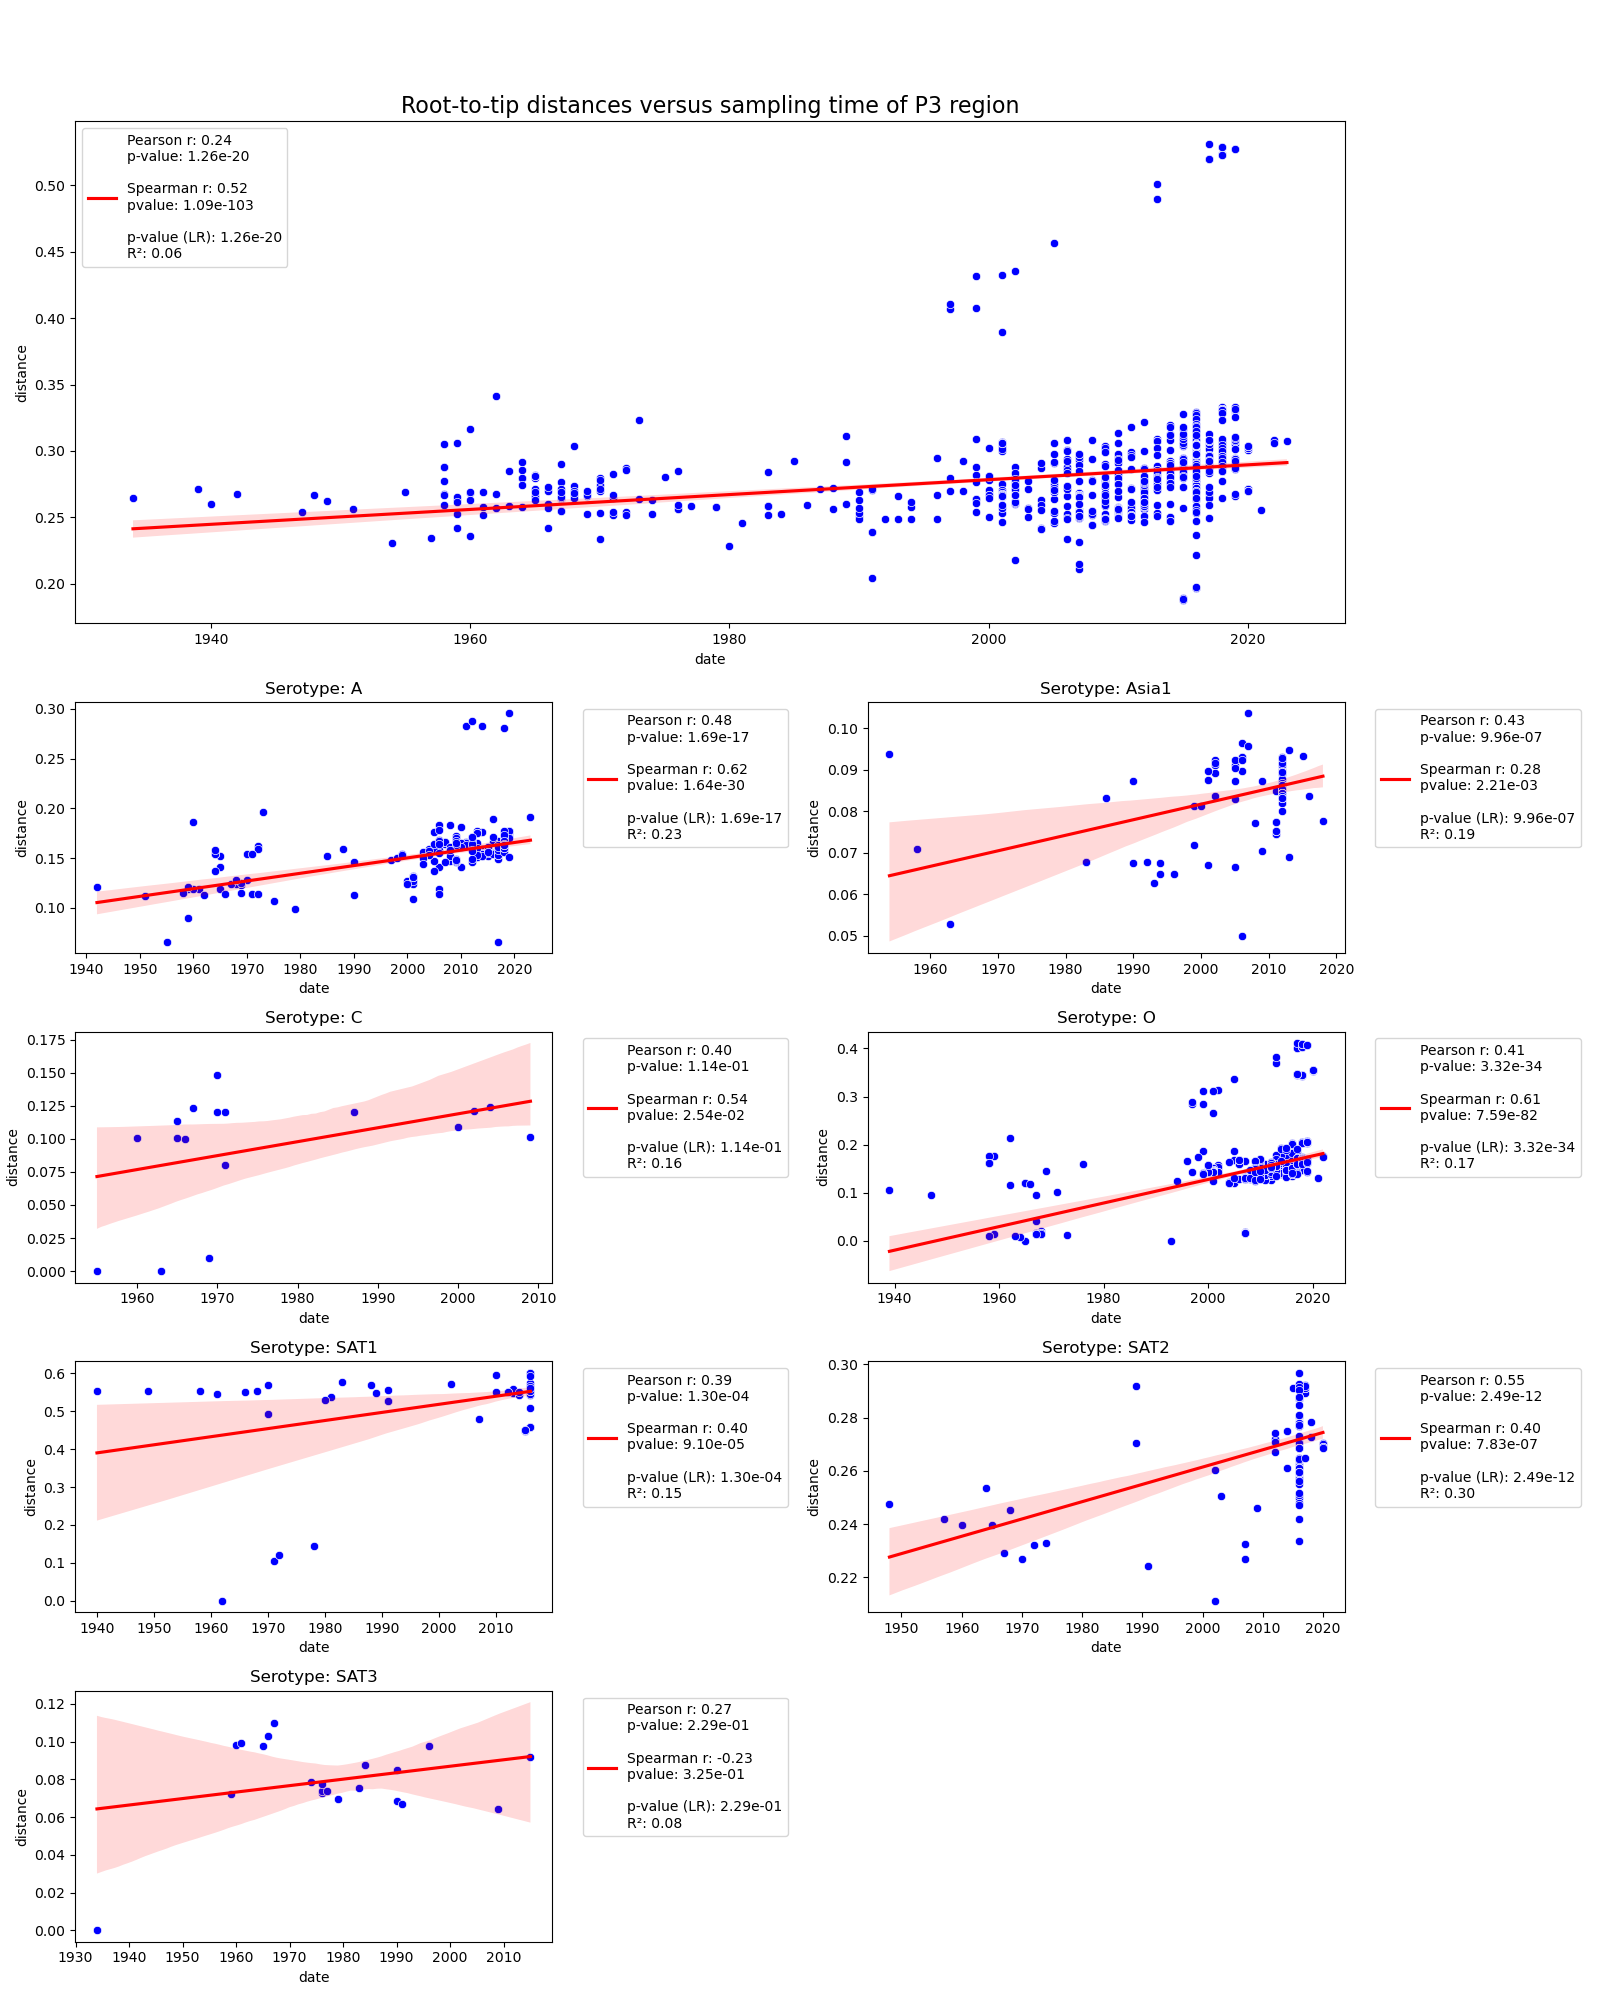 Root-to-tip distances versus sampling time of P3 region
Pearson r: 0.24
p-value: 1.26e-20
Spearman r: 0.52
pvalue: 1.09e-103
p-value (LR): 1.26e-20
R²: 0.06
distance
0.50
0.45
0.40
0.35
0.30
0.25
0.20
1940 1960 1980 2000 2020
date
Serotype: A
distance
0.30
0.25
0.20
0.15
0.10
1940 1950 1960 1970 1980 1990 2000 2010 2020
date
Pearson r: 0.48
p-value: 1.69e-17
Spearman r: 0.62
pvalue: 1.64e-30
p-value (LR): 1.69e-17
R²: 0.23
Serotype: Asia1
distance
0.10
0.09
0.08
0.07
0.06
0.05
1960 1970 1980 1990 2000 2010 2020
date
Pearson r: 0.43
p-value: 9.96e-07
Spearman r: 0.28
pvalue: 2.21e-03
p-value (LR): 9.96e-07
R²: 0.19
Serotype: C
distance
0.175
0.150
0.125
0.100
0.075
0.050
0.025
0.000
1960 1970 1980 1990 2000 2010
date
Pearson r: 0.40
p-value: 1.14e-01
Spearman r: 0.54
pvalue: 2.54e-02
p-value (LR): 1.14e-01
R²: 0.16
Serotype: O
distance
0.4
0.3
0.2
0.1
0.0
1940 1960 1980 2000 2020
date
Pearson r: 0.41
p-value: 3.32e-34
Spearman r: 0.61
pvalue: 7.59e-82
p-value (LR): 3.32e-34
R²: 0.17
Serotype: SAT1
distance
0.6
0.5
0.4
0.3
0.2
0.1
0.0
1940 1950 1960 1970 1980 1990 2000 2010
date
Pearson r: 0.39
p-value: 1.30e-04
Spearman r: 0.40
pvalue: 9.10e-05
p-value (LR): 1.30e-04
R²: 0.15
Serotype: SAT2
distance
0.30
0.28
0.26
0.24
0.22
1950 1960 1970 1980 1990 2000 2010 2020
date
Pearson r: 0.55
p-value: 2.49e-12
Spearman r: 0.40
pvalue: 7.83e-07
p-value (LR): 2.49e-12
R²: 0.30
Serotype: SAT3
distance
0.12
0.10
0.08
0.06
0.04
0.02
0.00
1930 1940 1950 1960 1970 1980 1990 2000 2010
date
Pearson r: 0.27
p-value: 2.29e-01
Spearman r: -0.23
pvalue: 3.25e-01
p-value (LR): 2.29e-01
R²: 0.08